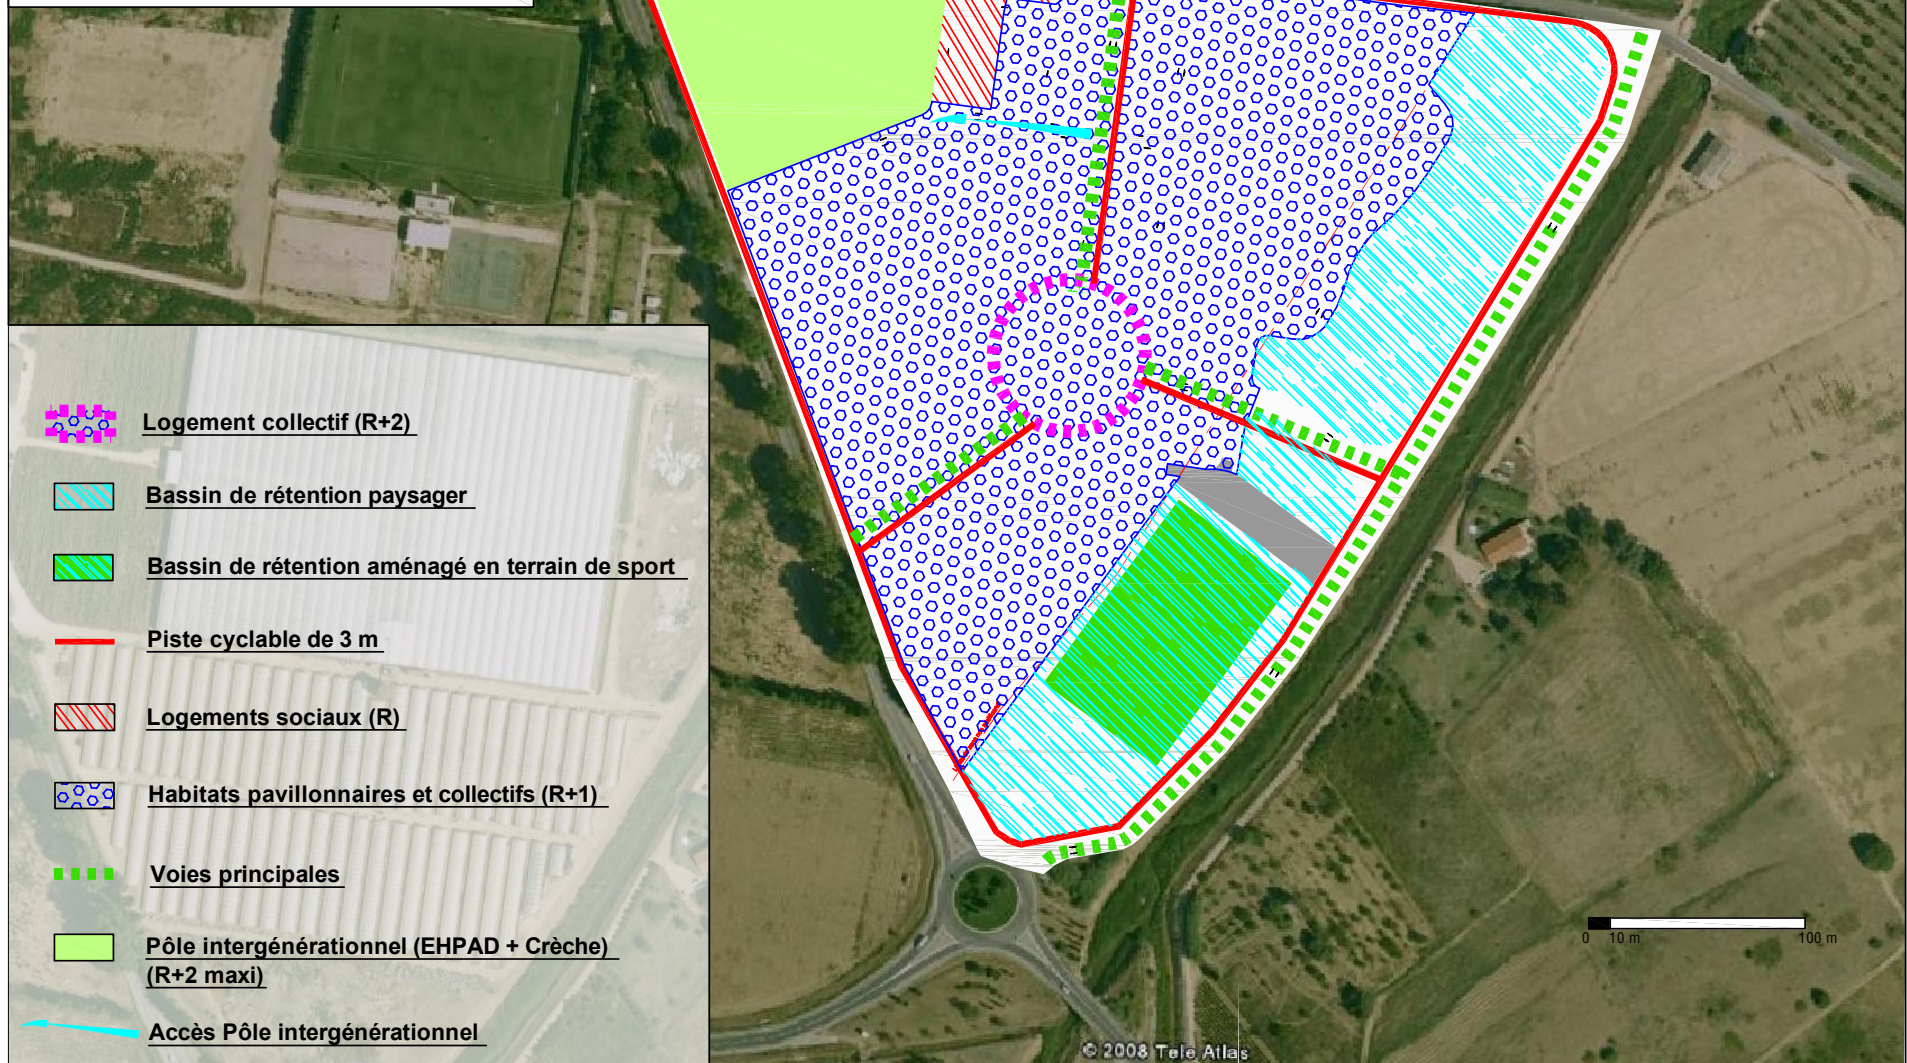 Logement collectif (R+2)
Bassin de rétention paysager
Bassin de rétention aménagé en terrain de sport
Piste cyclable de 3 m
Logements sociaux (R)
Habitats pavillonnaires et collectifs (R+1)
Voies principales
Pôle intergénérationnel (EHPAD + Crèche)
(R+2 maxi)
Accès Pôle intergénérationnel
0 10 m 100 m
© 2008 Tele Atlas